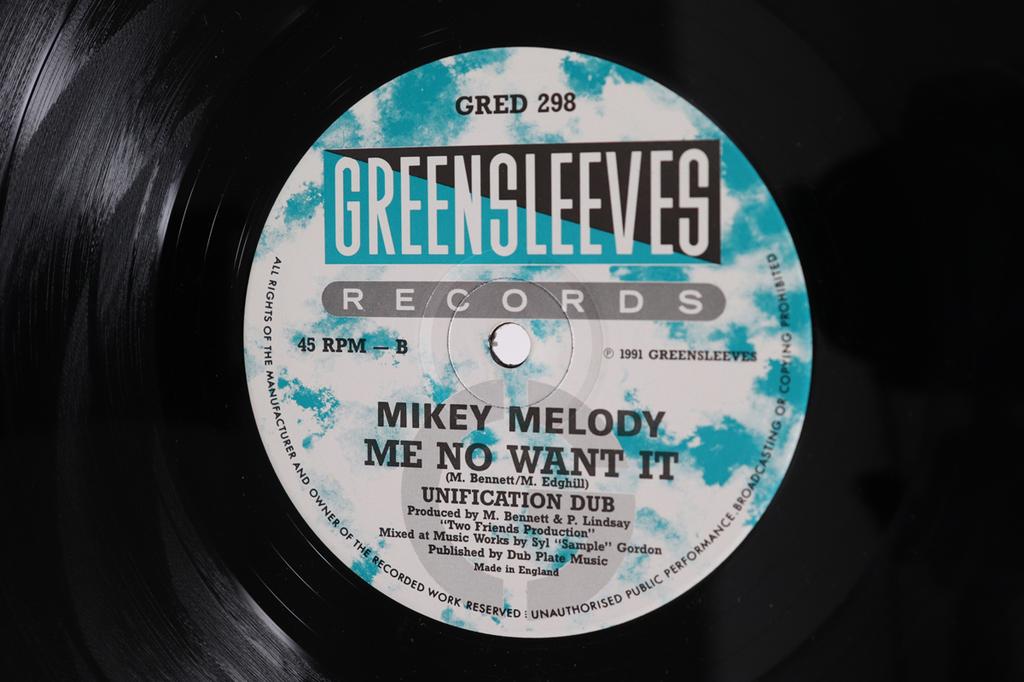 GRED 298
GREENSLEEVES
RECORDS
45 RPM — B
℗ 1991 GREENSLEEVES
MIKEY MELODY
ME NO WANT IT
(M. Bennett/M. Edghill)
UNIFICATION DUB
Produced by M. Bennett & P. Lindsay
"Two Friends Production"
Mixed at Music Works by Syl "Sample" Gordon
Published by Dub Plate Music
Made in England
ALL RIGHTS OF THE MANUFACTURER AND OWNER OF THE RECORDED WORK RESERVED : UNAUTHORISED PUBLIC PERFORMANCE. BROADCASTING OR COPYING PROHIBITED